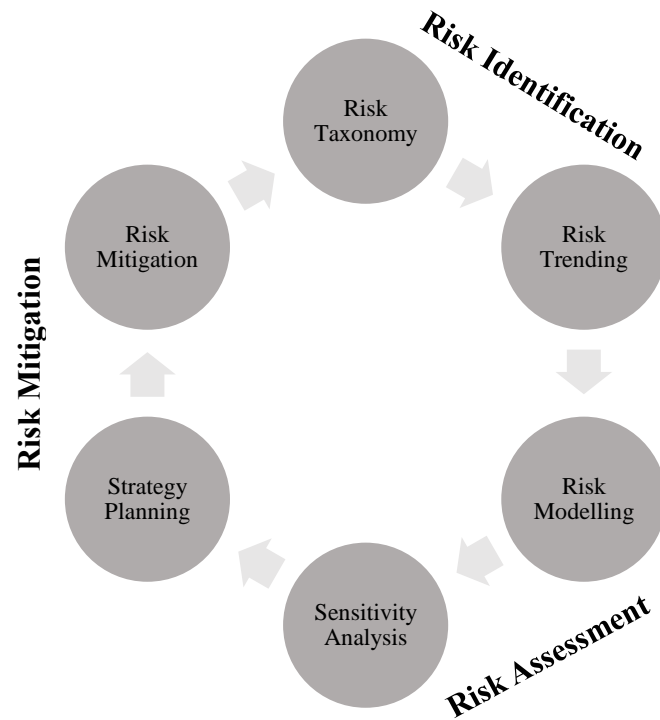 Risk Identification
Risk
Taxonomy
Risk
Trending
Risk
Modelling
Risk Assessment
Sensitivity
Analysis
Strategy
Planning
Risk Mitigation
Risk
Mitigation